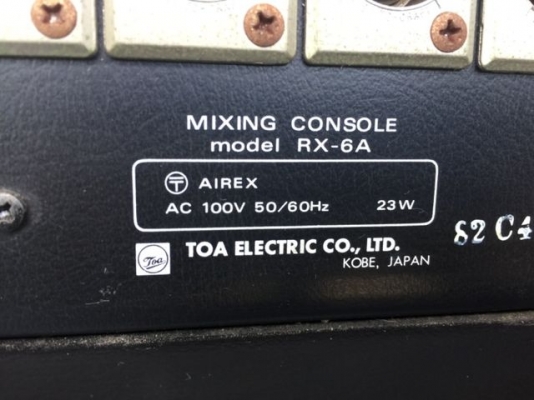 MIXING CONSOLE
model RX-6A
〒 AIREX
AC 100V 50/60Hz 23W
Toa TOA ELECTRIC CO., LTD.
KOBE, JAPAN
82 C4